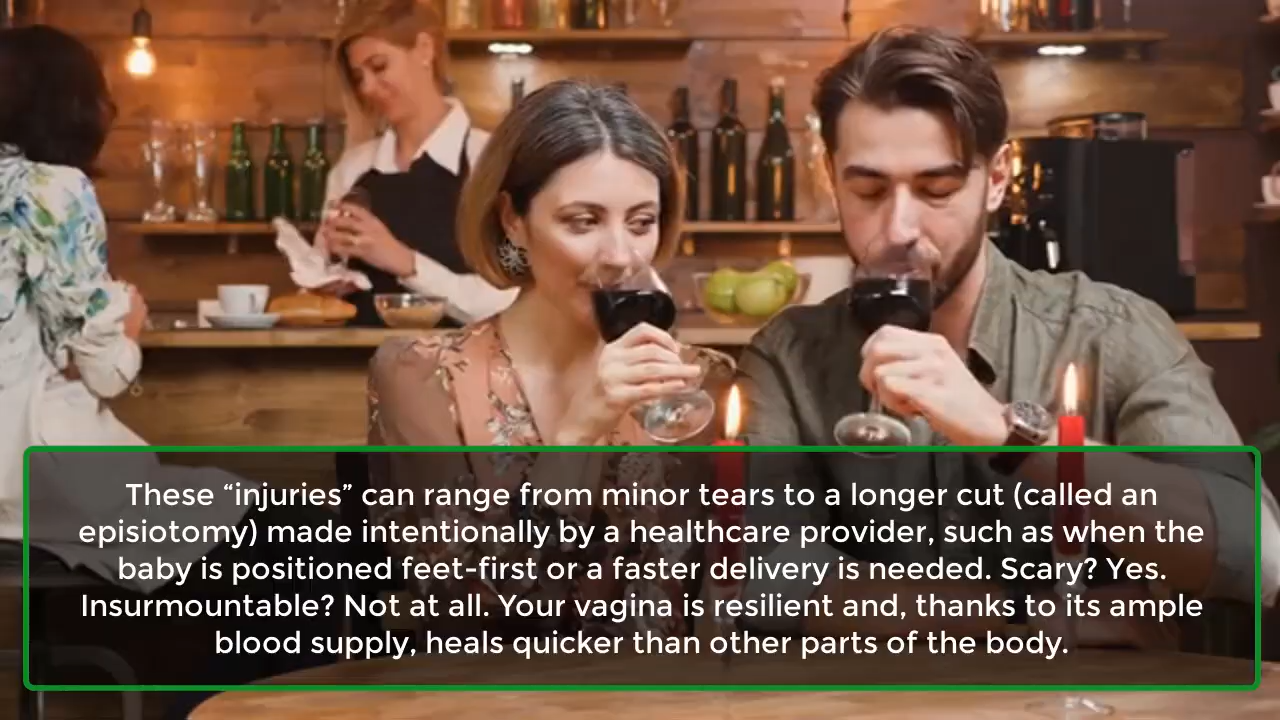 These “injuries” can range from minor tears to a longer cut (called an
episiotomy) made intentionally by a healthcare provider, such as when the
baby is positioned feet-first or a faster delivery is needed. Scary? Yes.
Insurmountable? Not at all. Your vagina is resilient and, thanks to its ample
blood supply, heals quicker than other parts of the body.